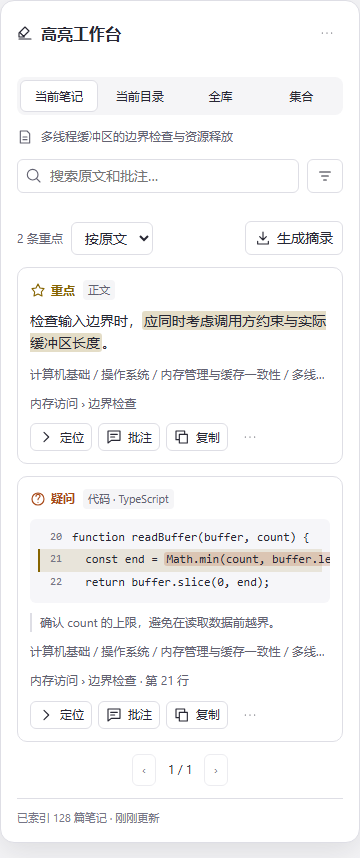 高亮工作台
···
当前笔记 当前目录 全库 集合
多线程缓冲区的边界检查与资源释放
搜索原文和批注...
2 条重点 按原文 生成摘录
重点 正文
检查输入边界时，应同时考虑调用方约束与实际
缓冲区长度。
计算机基础 / 操作系统 / 内存管理与缓存一致性 / 多线...
内存访问 › 边界检查
定位 批注 复制 ···
疑问 代码 · TypeScript
20 function readBuffer(buffer, count) {
21 const end = Math.min(count, buffer.le
22 return buffer.slice(0, end);
确认 count 的上限，避免在读取数据前越界。
计算机基础 / 操作系统 / 内存管理与缓存一致性 / 多线...
内存访问 › 边界检查 · 第 21 行
定位 批注 复制 ···
‹ 1 / 1 ›
已索引 128 篇笔记 · 刚刚更新